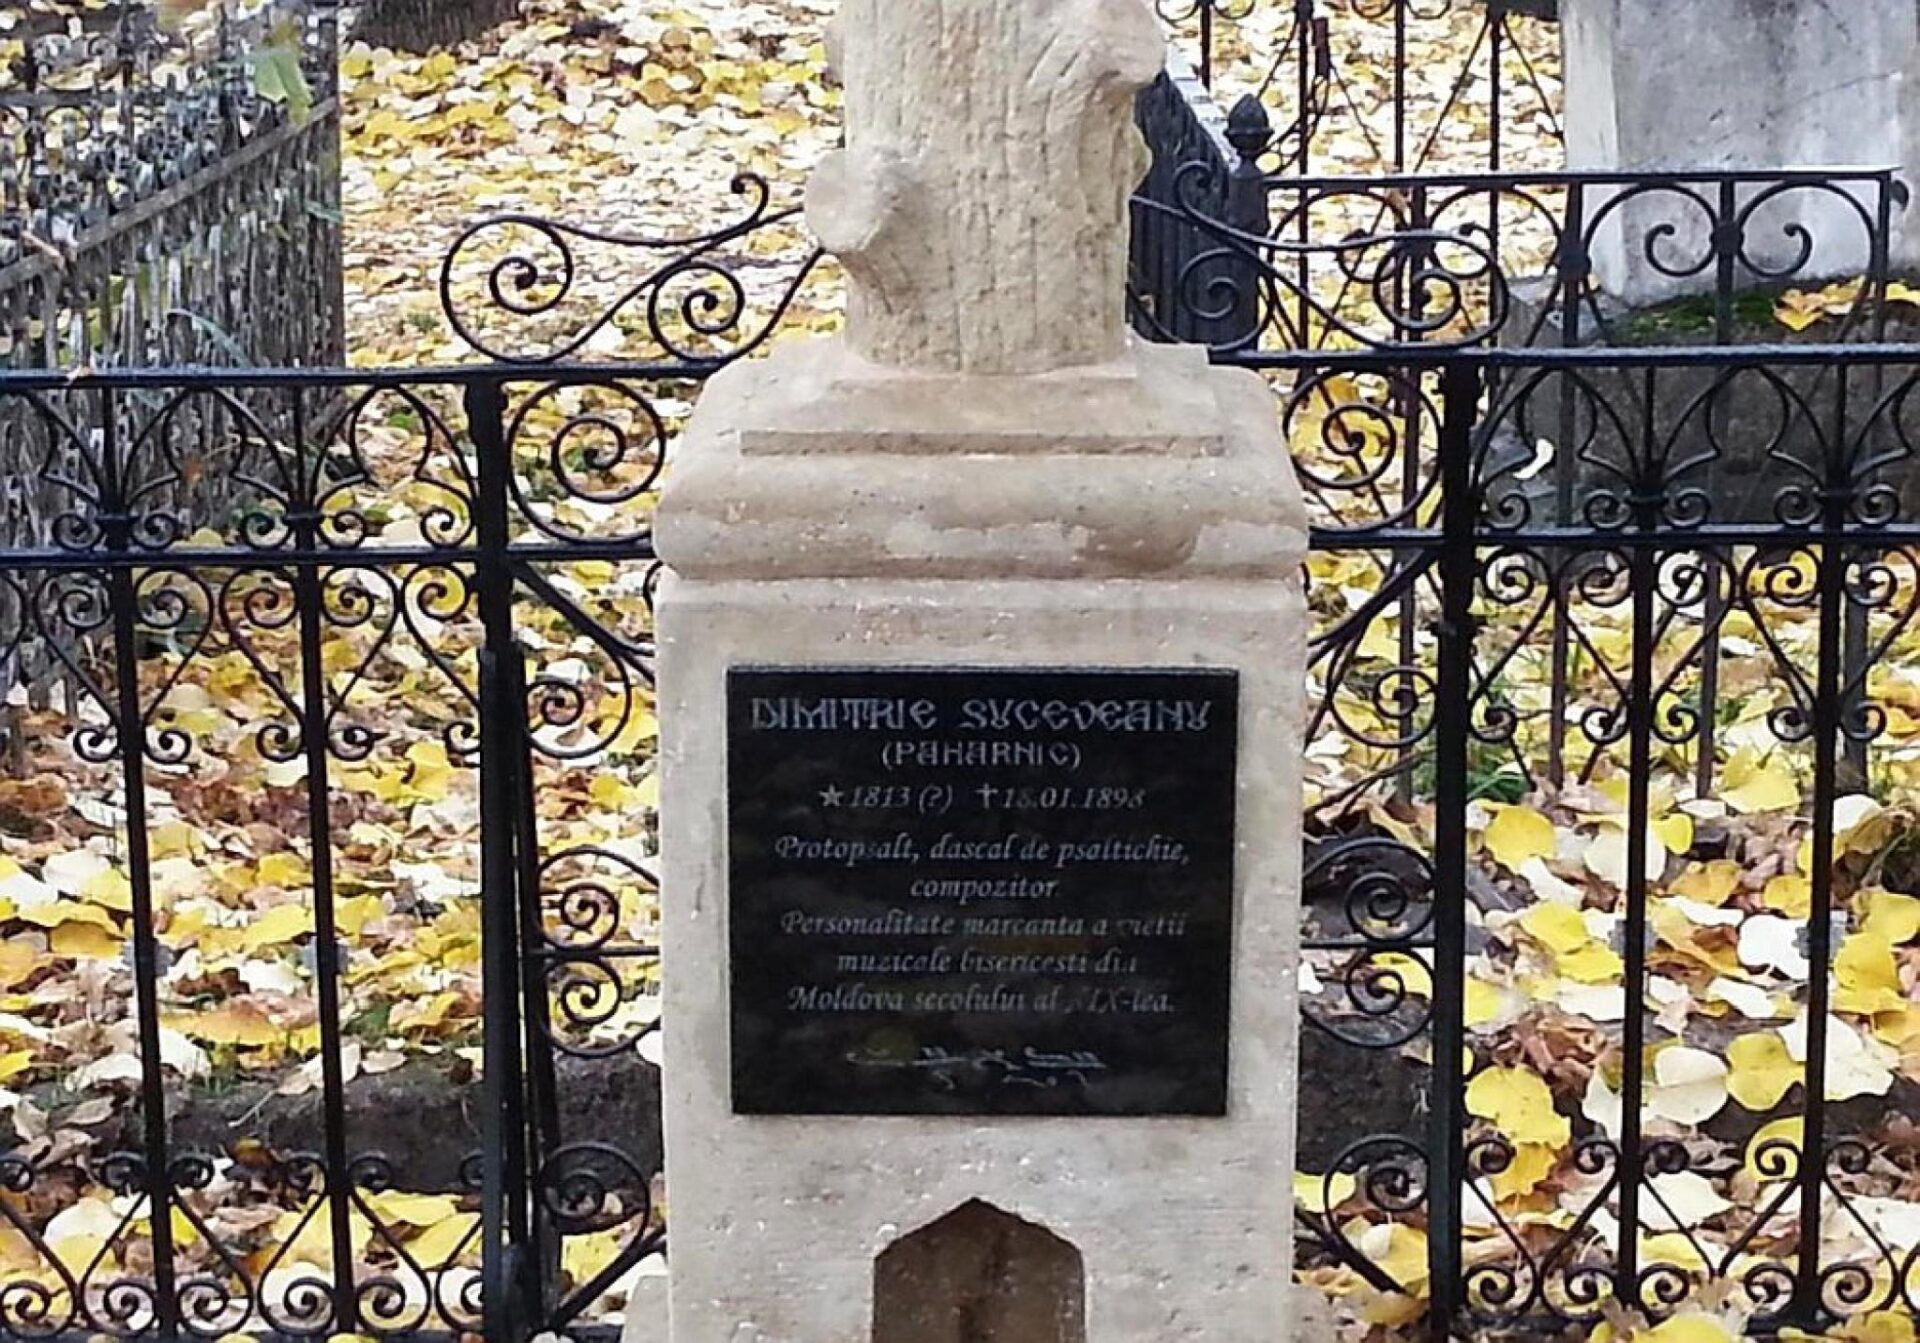 DIMITRIE SUCEVEANU
(PAHARNIC)
★1813 (?) ✝18.01.1898
Protopsalt, dascal de psaltichie,
compozitor.
Personalitate marcanta a vietii
muzicale bisericesti din
Moldova secolului al XIX-lea.